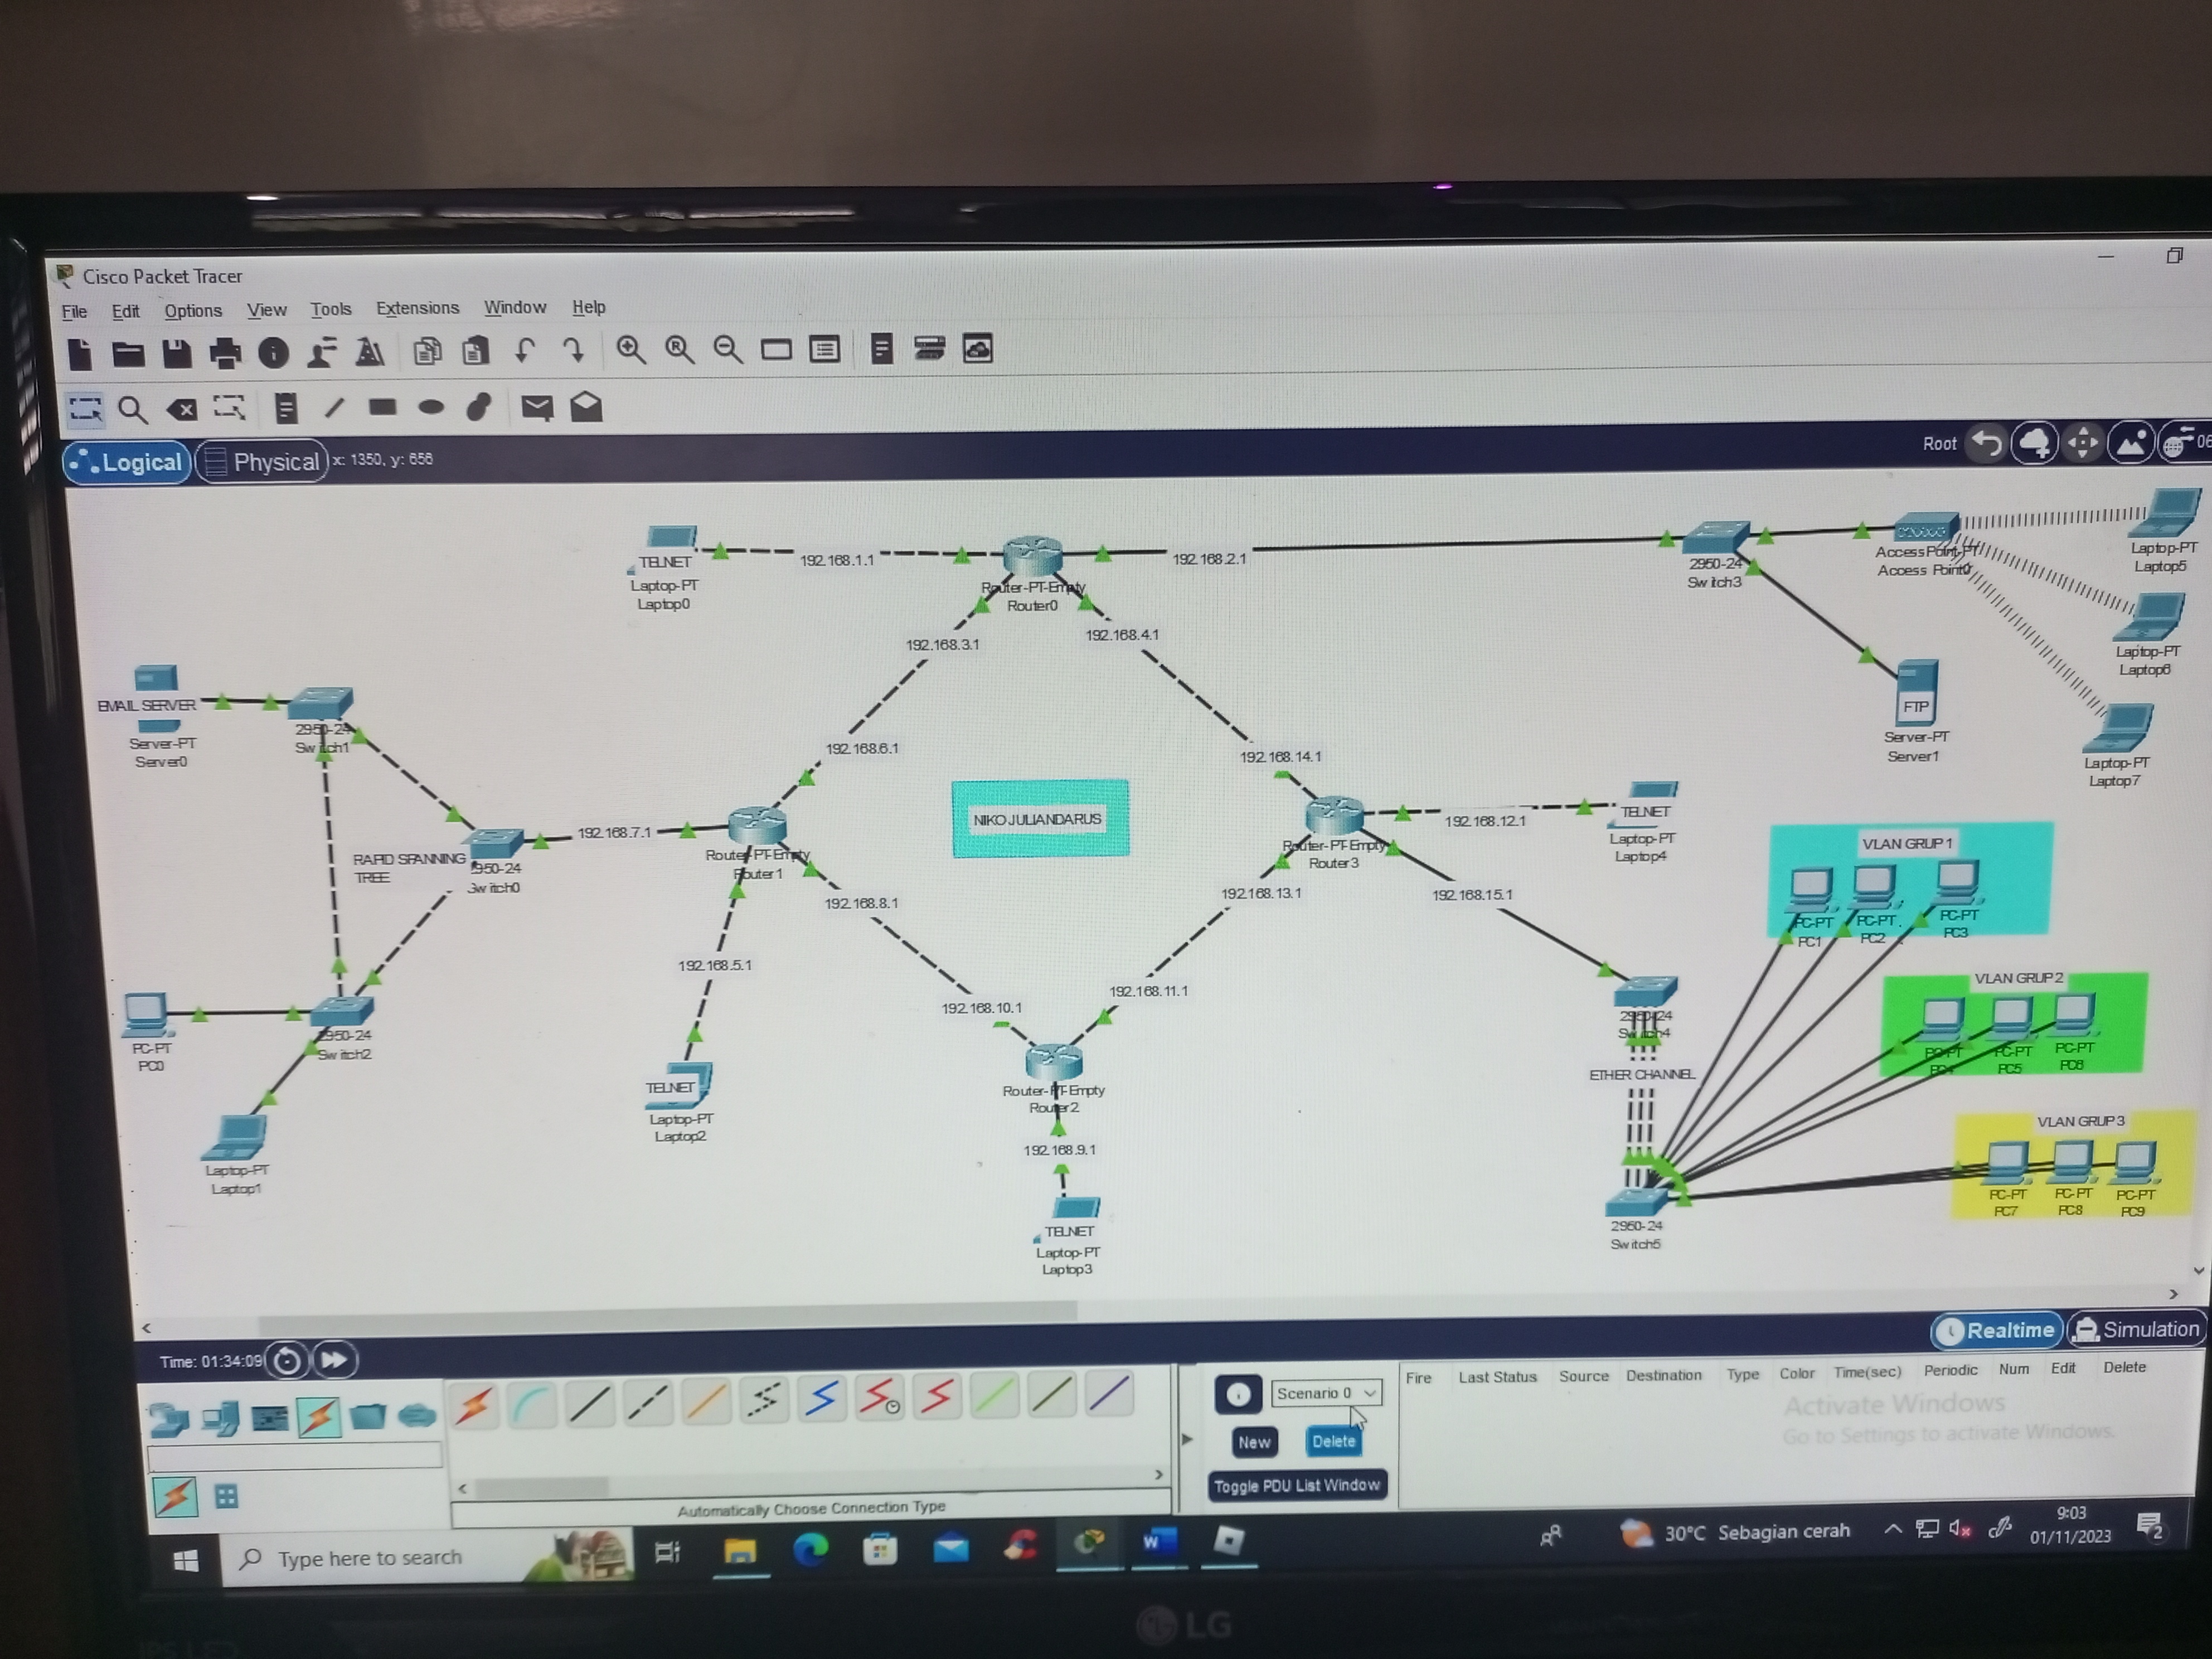 Cisco Packet Tracer
File Edit Options View Tools Extensions Window Help
Logical Physical x: 1350, y: 656
Root
TELNET
Laptop-PT
Laptop0
192.168.1.1
Router-PT-Empty
Router0
192.168.2.1
2950-24
Switch3
AccessPoint-PT
Access Point0
Laptop-PT
Laptop5
Laptop-PT
Laptop6
Laptop-PT
Laptop7
FTP
Server-PT
Server1
192.168.3.1
192.168.4.1
EMAIL SERVER
Server-PT
Server0
2950-24
Switch1
192.168.6.1
192.168.14.1
NIKO JULIANDARUS
192.168.7.1
RAPID SPANNING
TREE
2950-24
Switch0
Router-PT-Empty
Router1
Router-PT-Empty
Router3
192.168.12.1
TELNET
Laptop-PT
Laptop4
192.168.8.1
192.168.13.1
192.168.15.1
VLAN GRUP 1
PC-PT
PC1
PC-PT
PC2
PC-PT
PC3
192.168.5.1
192.168.10.1
192.168.11.1
VLAN GRUP 2
PC-PT
PC4
PC-PT
PC5
PC-PT
PC6
PC-PT
PC0
2950-24
Switch2
2950-24
Switch4
ETHER CHANNEL
TELNET
Laptop-PT
Laptop2
Router-PT-Empty
Router2
192.168.9.1
VLAN GRUP 3
PC-PT
PC7
PC-PT
PC8
PC-PT
PC9
Laptop-PT
Laptop1
TELNET
Laptop-PT
Laptop3
2960-24
Switch5
Realtime Simulation
Time: 01:34:09
Scenario 0
New Delete
Toggle PDU List Window
Fire Last Status Source Destination Type Color Time(sec) Periodic Num Edit Delete
Automatically Choose Connection Type
Activate Windows
Go to Settings to activate Windows.
Type here to search
30°C Sebagian cerah
9:03
01/11/2023
2
LG